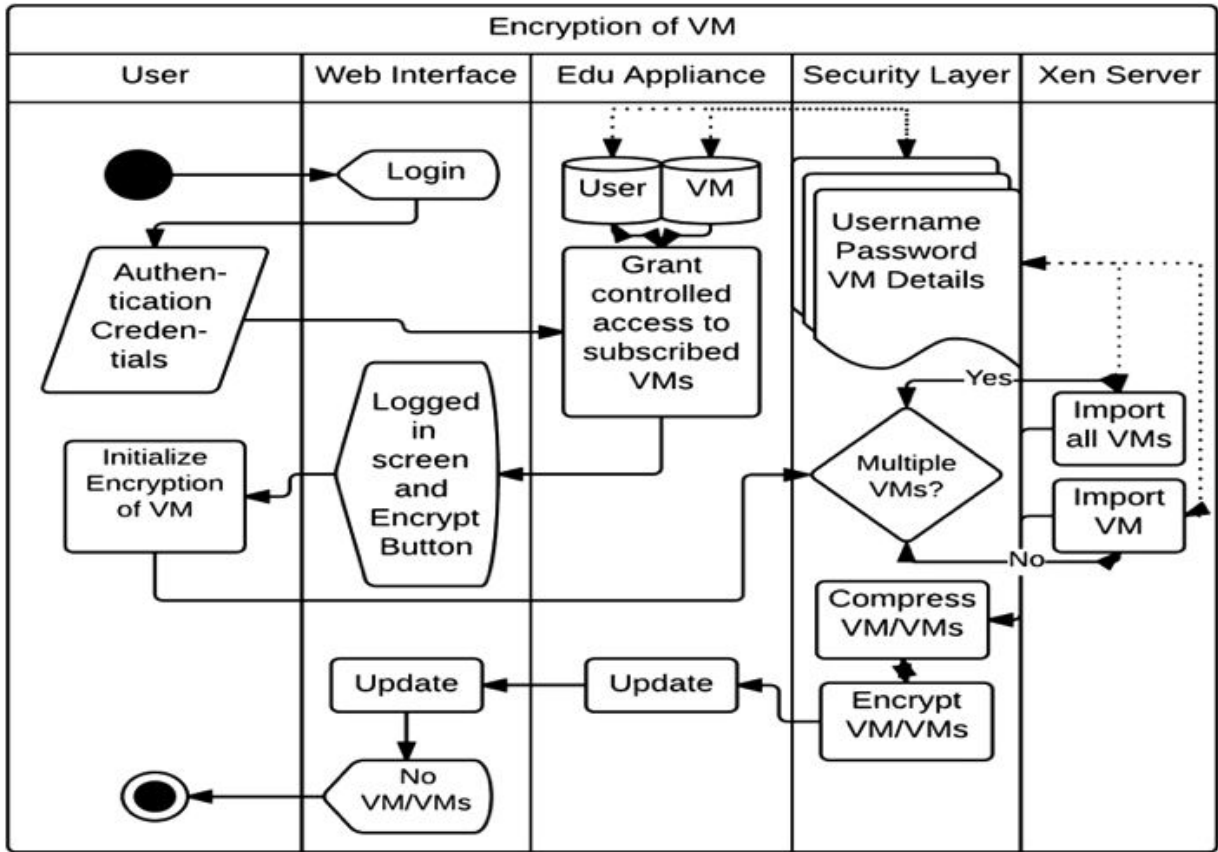 Encryption of VM
User
Web Interface
Edu Appliance
Security Layer
Xen Server
Login
User
VM
Username
Password
VM Details
Authen-
tication
Creden-
tials
Grant
controlled
access to
subscribed
VMs
Logged
in
screen
and
Encrypt
Button
Initialize
Encryption
of VM
Yes
Multiple
VMs?
No
Import
all VMs
Import
VM
Compress
VM/VMs
Encrypt
VM/VMs
Update
Update
No
VM/VMs